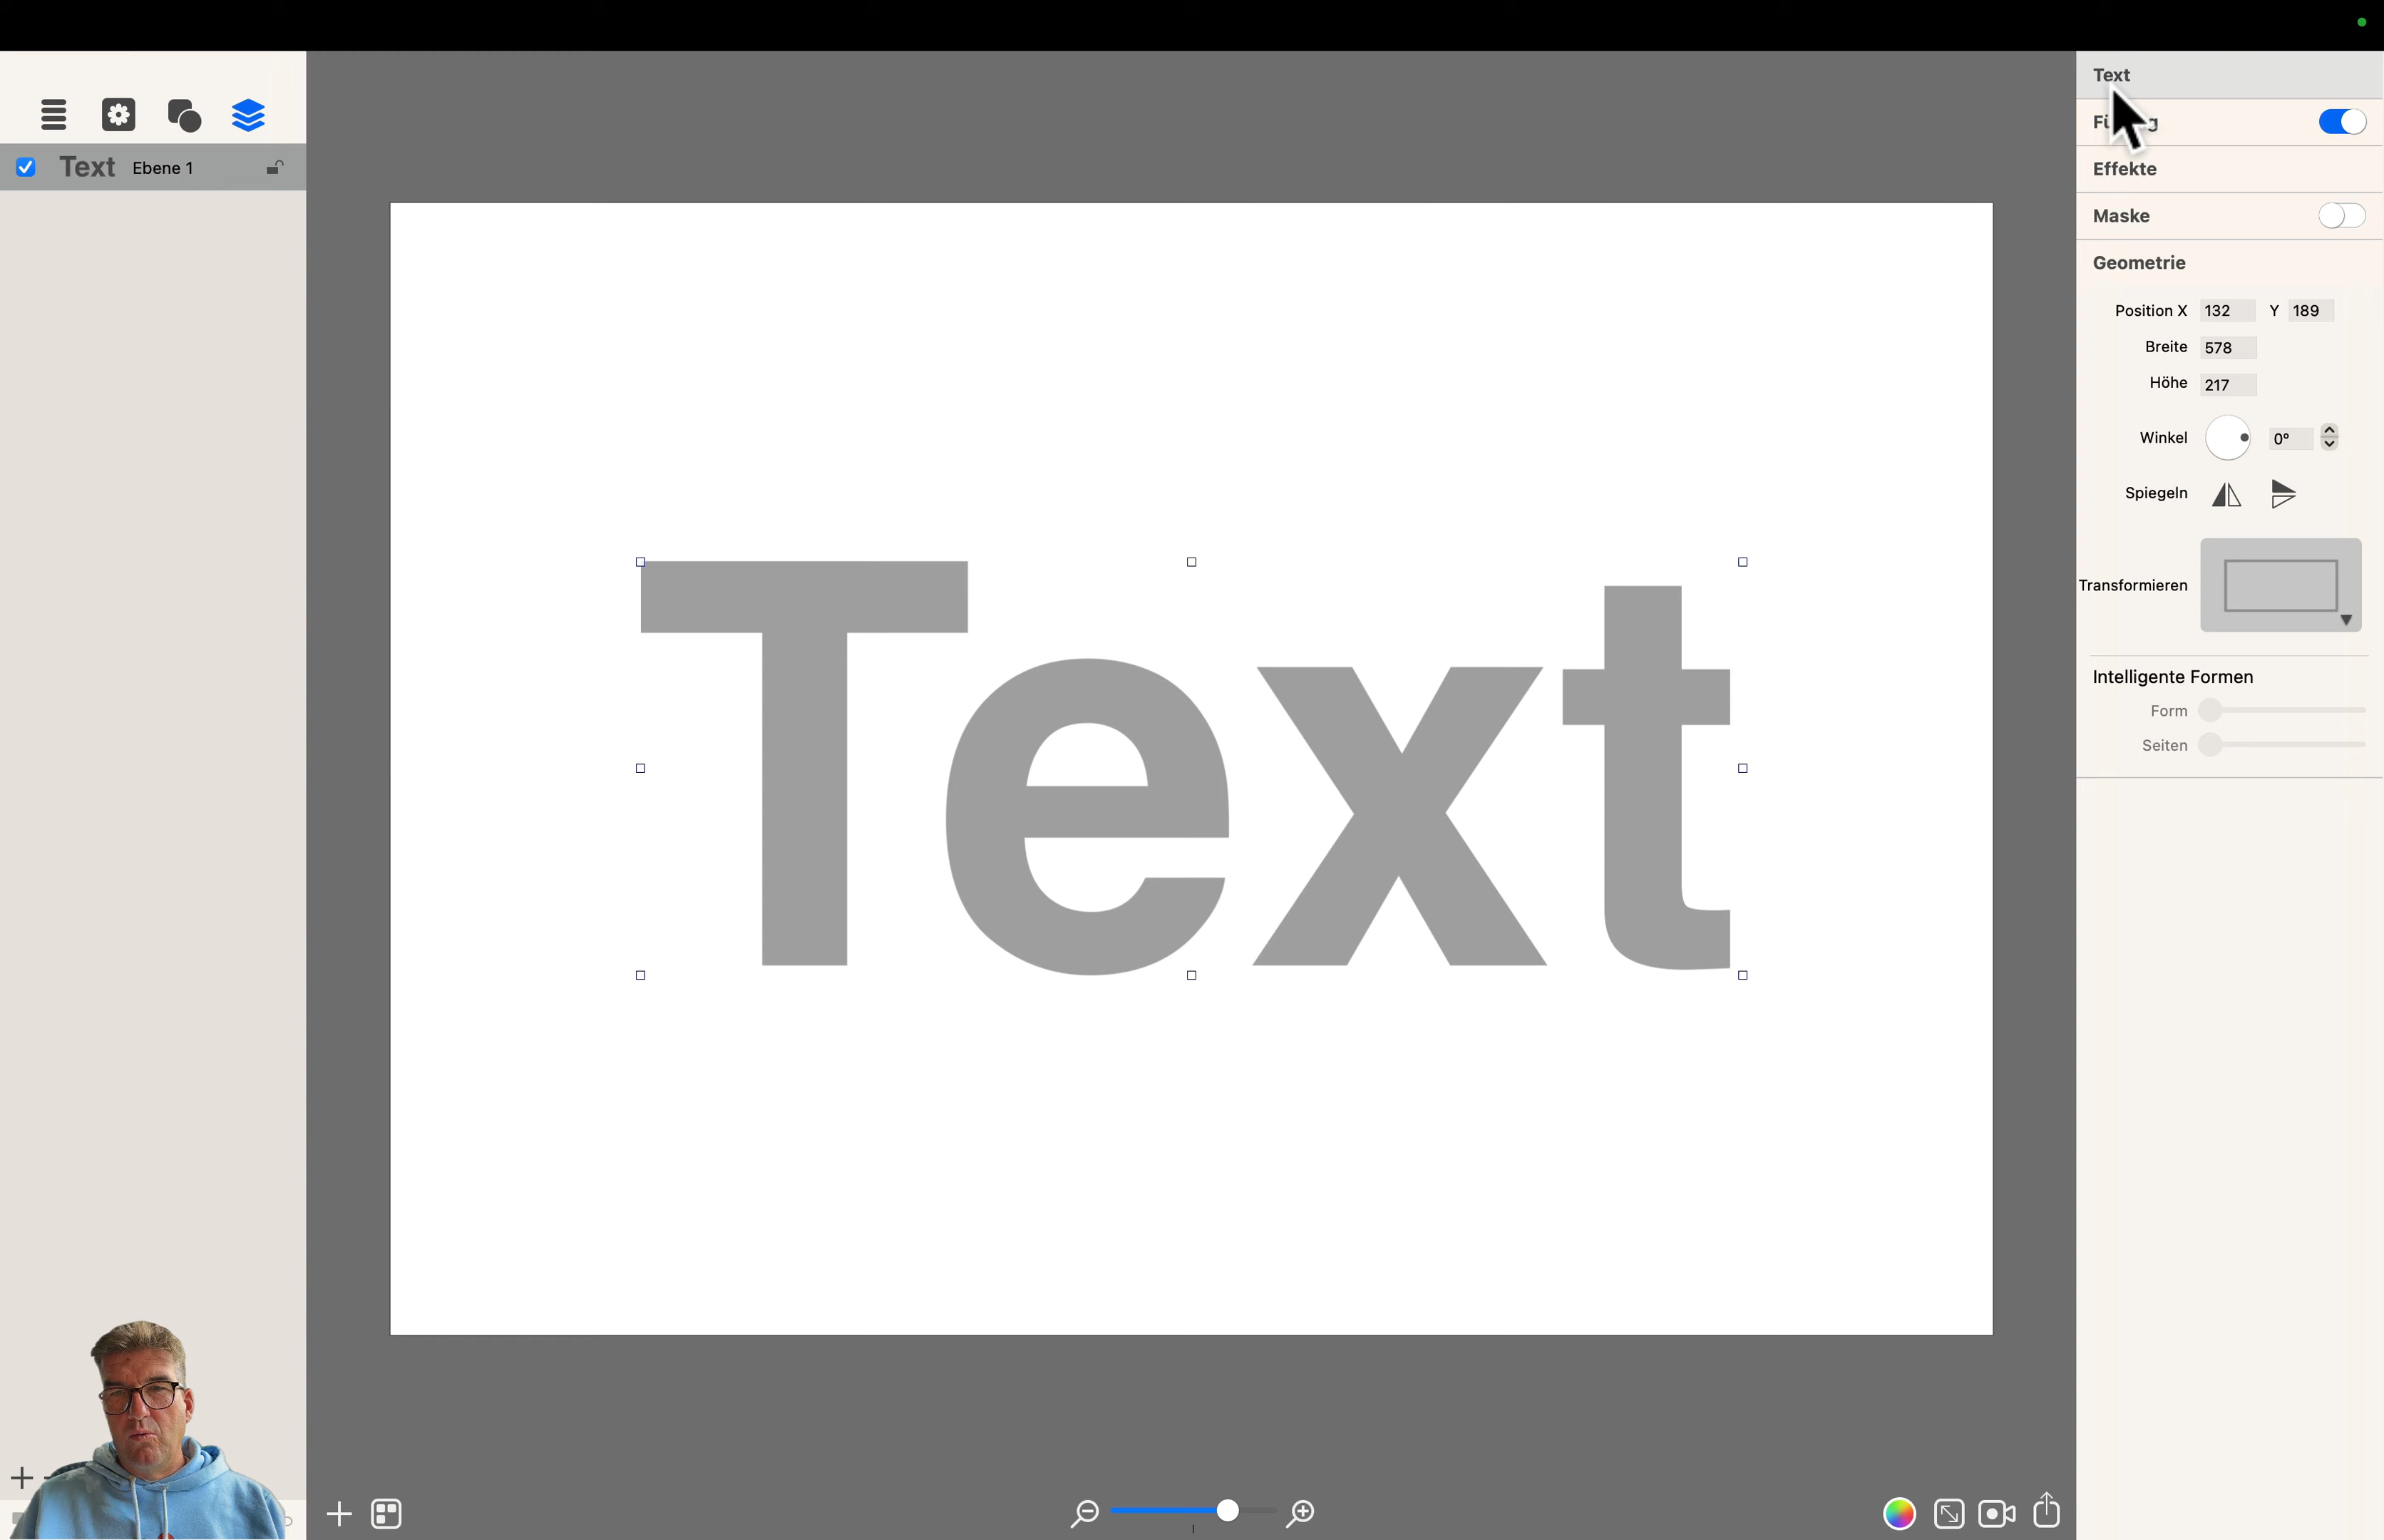 Text
Füllung
Text Ebene 1
Effekte
Maske
Geometrie
Position X 132 Y 189
Breite 578
Höhe 217
Winkel 0°
Spiegeln
Transformieren
Text
Intelligente Formen
Form
Seiten